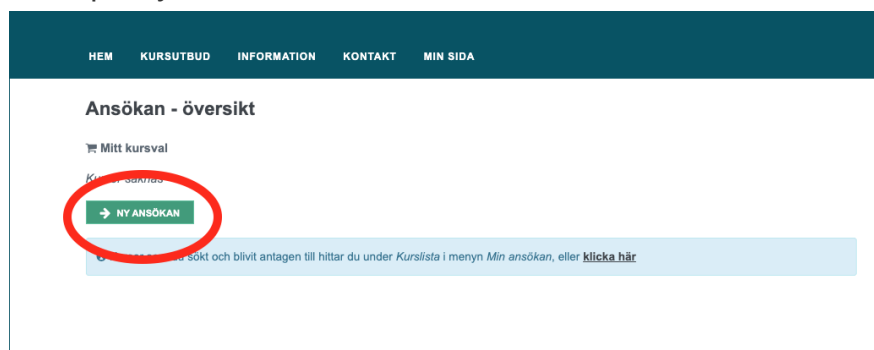 HEM KURSUTBUD INFORMATION KONTAKT MIN SIDA
Ansökan - översikt
Mitt kursval
saknas
NY ANSÖKAN
sökt och blivit antagen till hittar du under Kurslista i menyn Min ansökan, eller klicka här